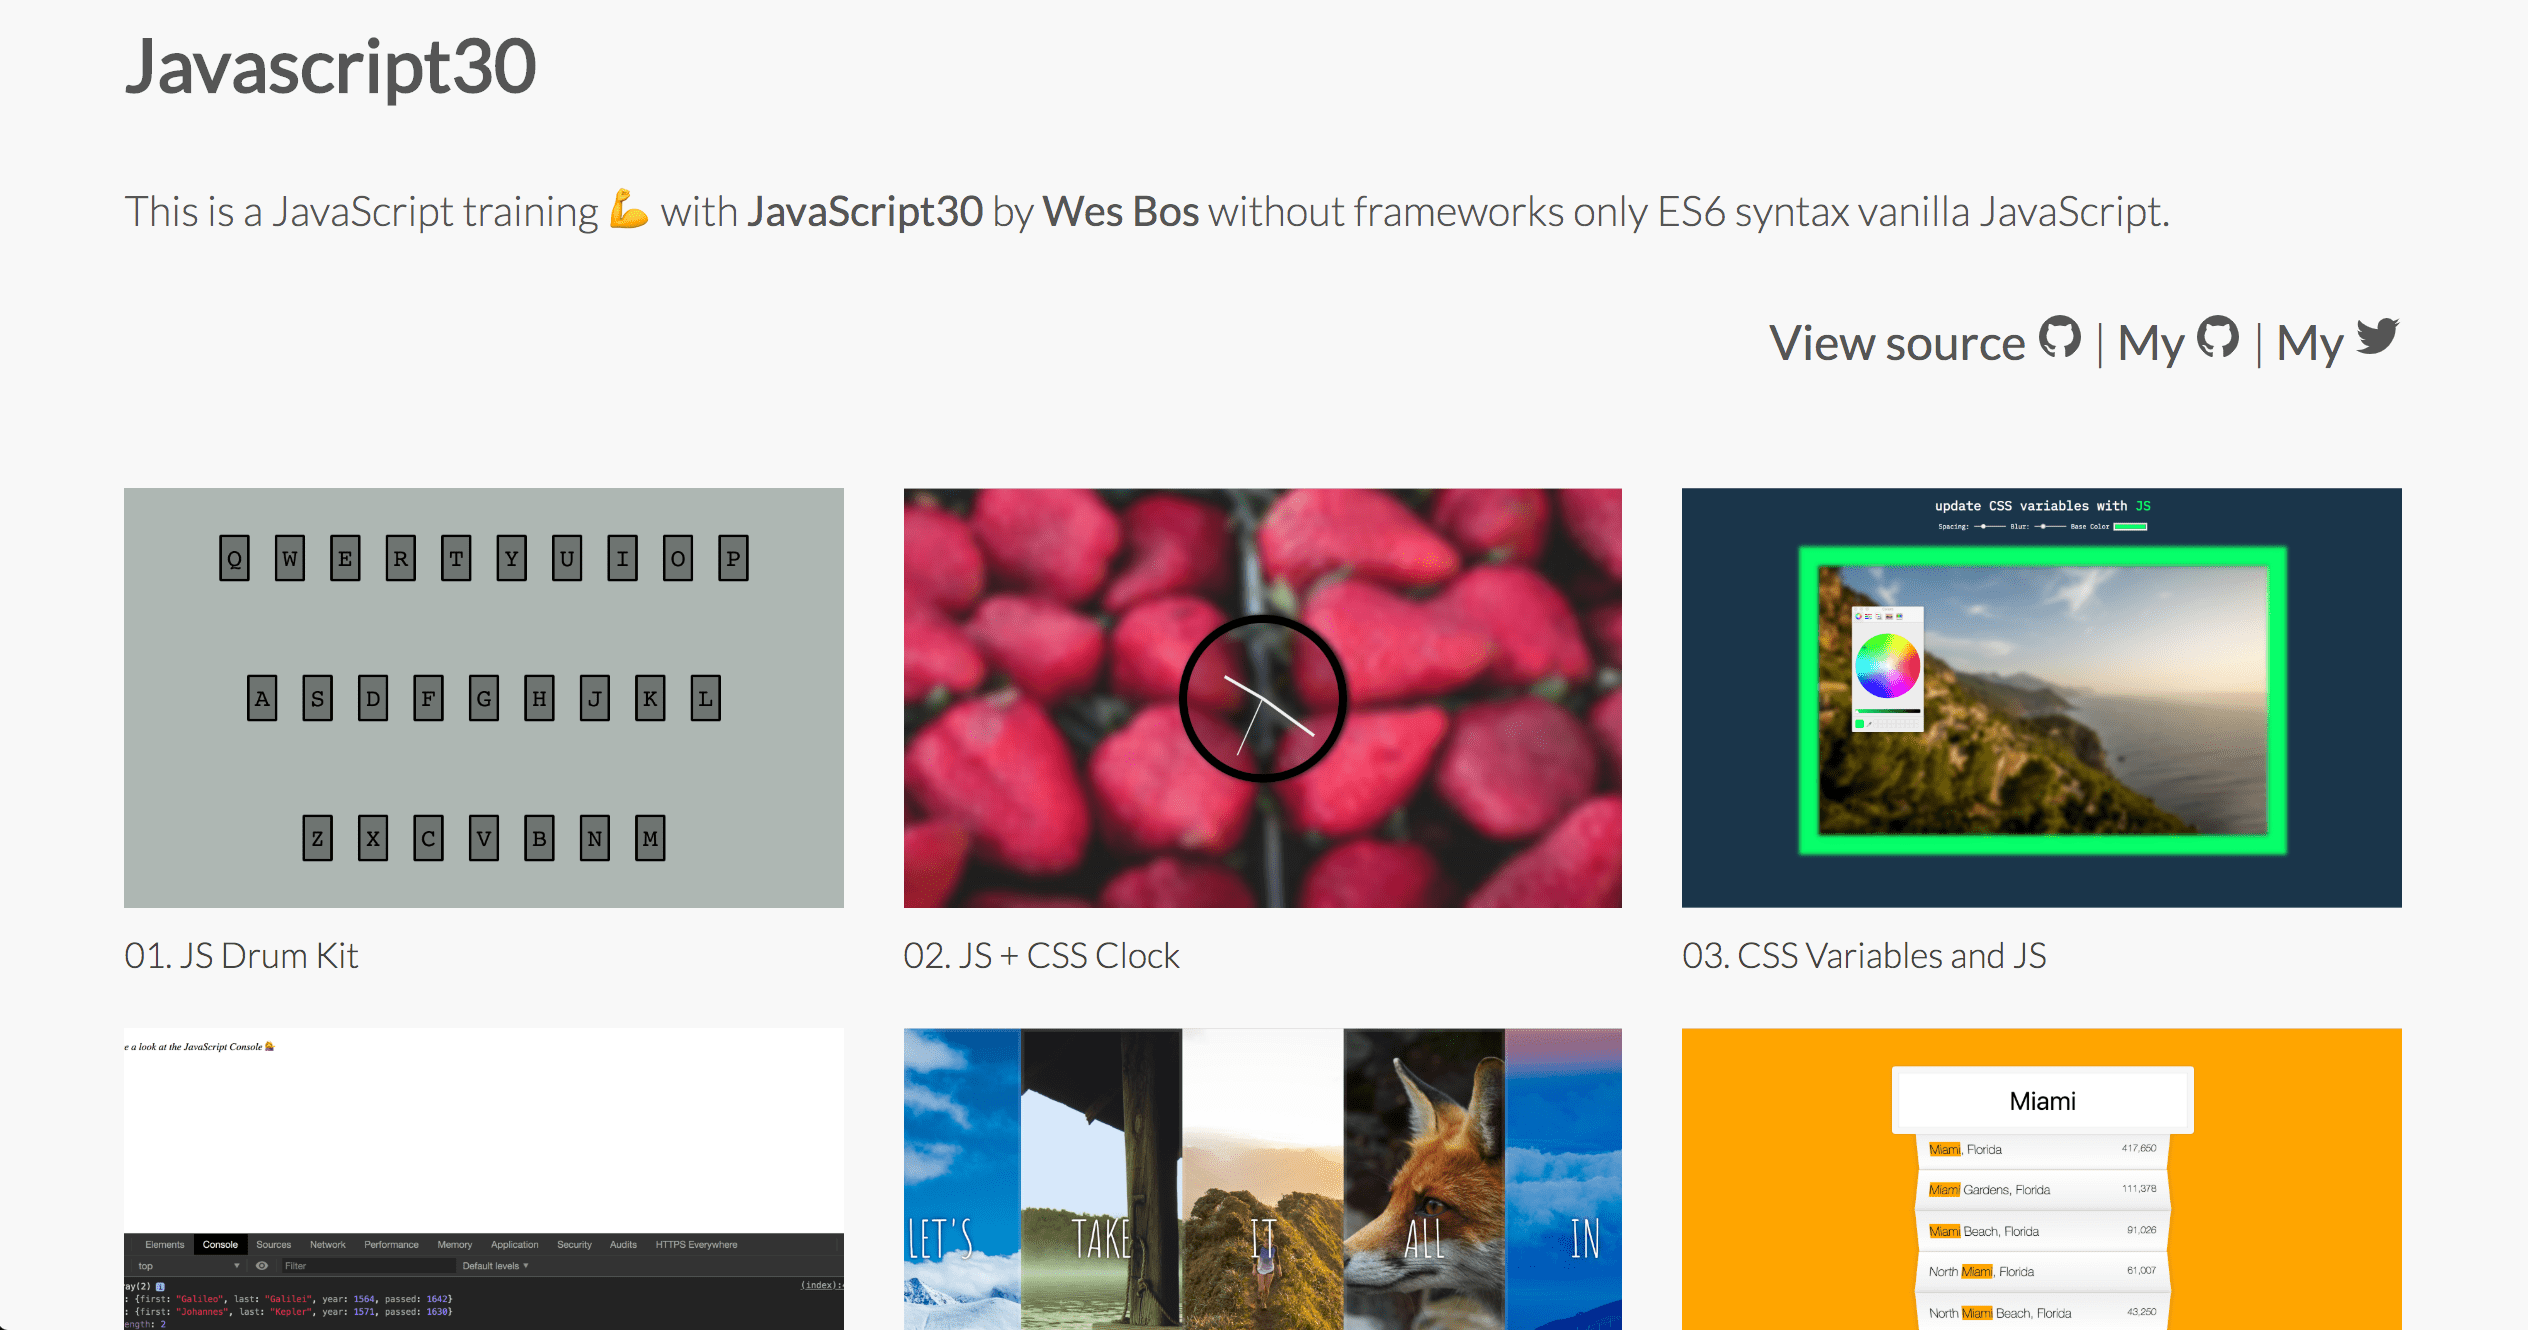 Javascript30
This is a JavaScript training 💪 with JavaScript30 by Wes Bos without frameworks only ES6 syntax vanilla JavaScript.
View source | My | My
Q W E R T Y U I O P
A S D F G H J K L
Z X C V B N M
01. JS Drum Kit
02. JS + CSS Clock
update CSS variables with JS
Spacing: Blur: Base Color
03. CSS Variables and JS
e a look at the JavaScript Console
Elements Console Sources Network Performance Memory Application Security Audits HTTPS Everywhere
top Filter Default levels
ray(2) (index):
: {first: "Galileo", last: "Galilei", year: 1564, passed: 1642}
: {first: "Johannes", last: "Kepler", year: 1571, passed: 1630}
ength: 2
LET'S TAKE IT ALL IN
Miami
Miami, Florida 417,650
Miami Gardens, Florida 111,378
Miami Beach, Florida 91,026
North Miami, Florida 61,007
North Miami Beach, Florida 43,250